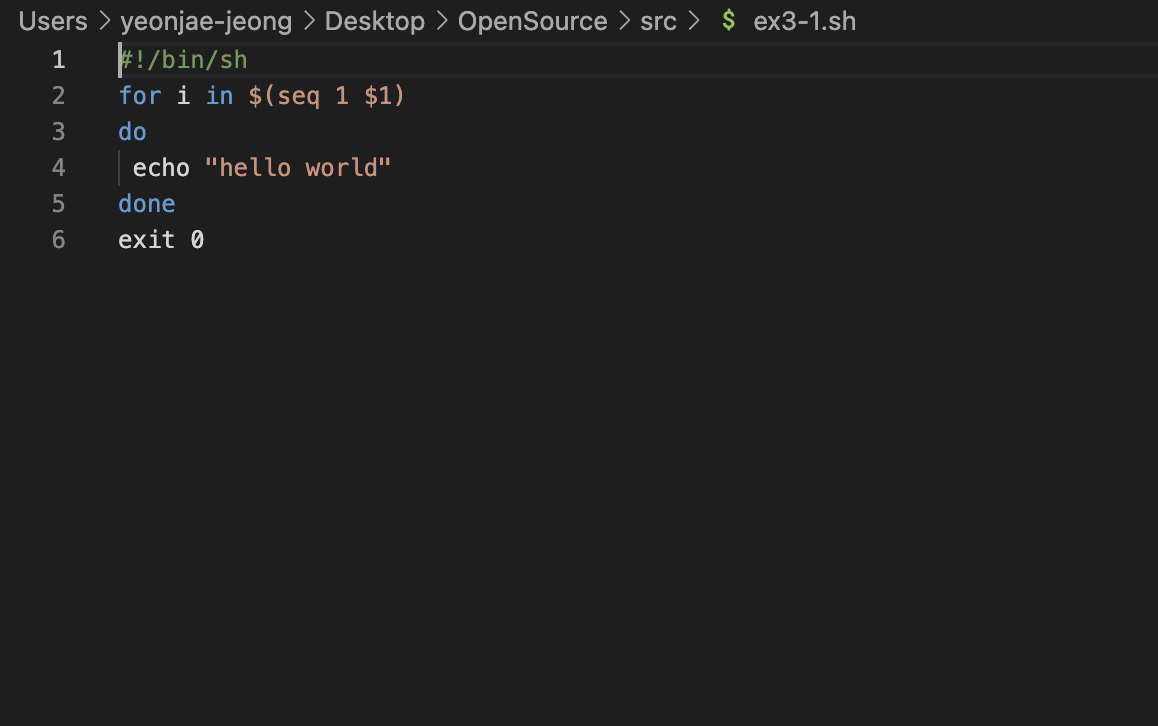 Users > yeonjae-jeong > Desktop > OpenSource > src > $ ex3-1.sh
1 #!/bin/sh
2 for i in $(seq 1 $1)
3 do
4  echo "hello world"
5 done
6 exit 0